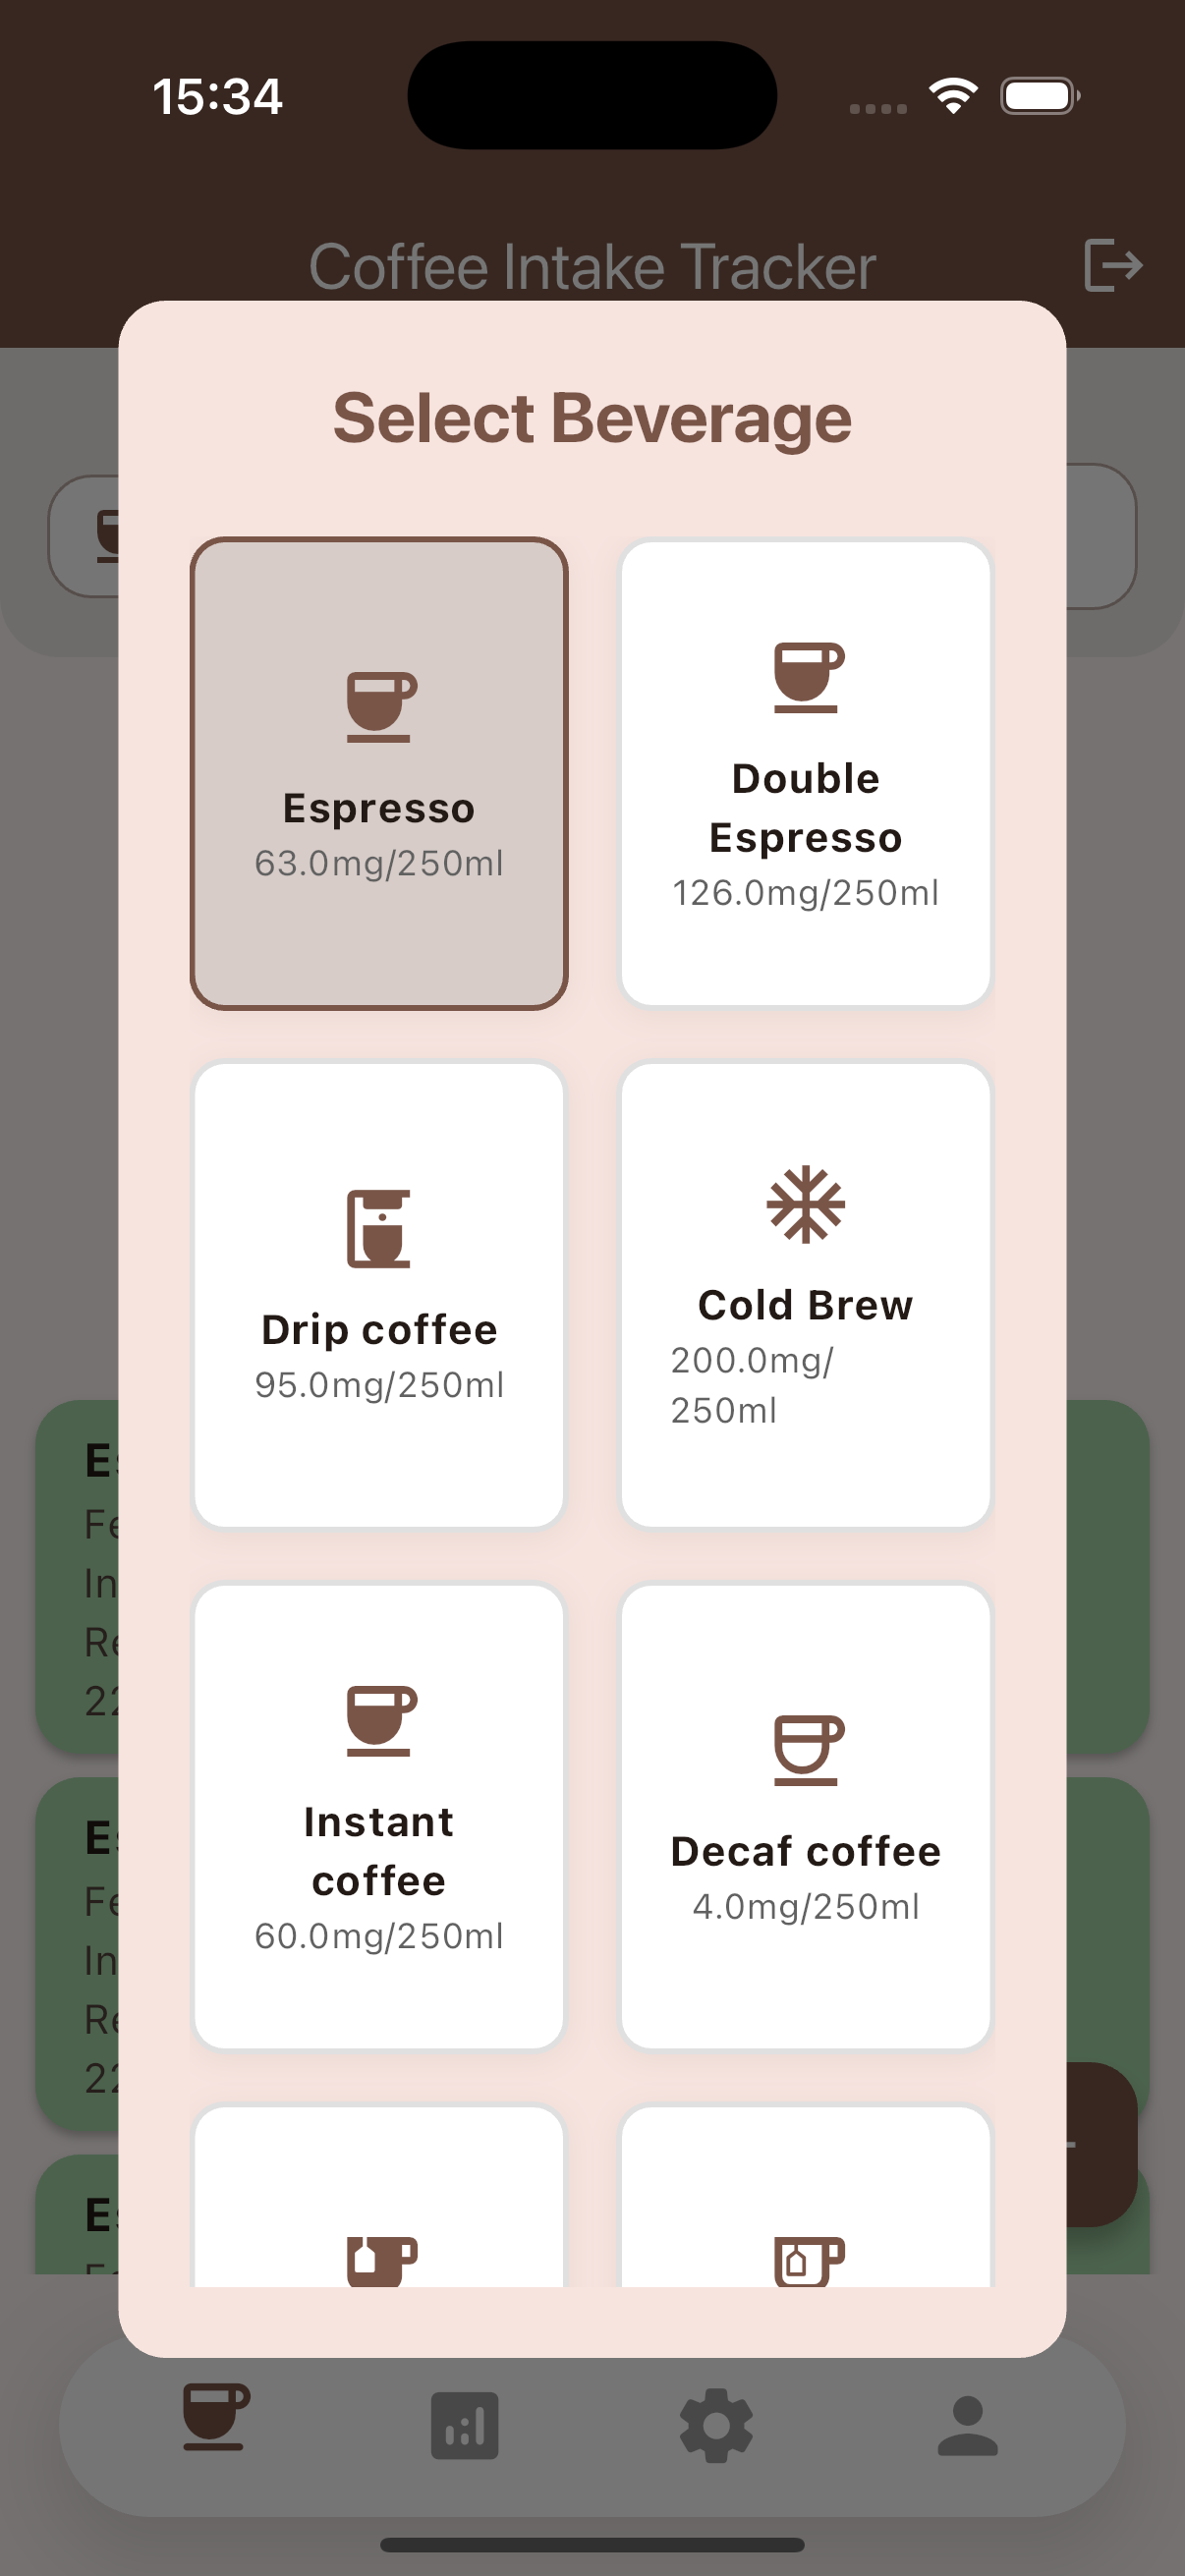 15:34
Coffee Intake Tracker
Select Beverage
Espresso
63.0mg/250ml
Double
Espresso
126.0mg/250ml
Drip coffee
95.0mg/250ml
Cold Brew
200.0mg/
250ml
Instant
coffee
60.0mg/250ml
Decaf coffee
4.0mg/250ml